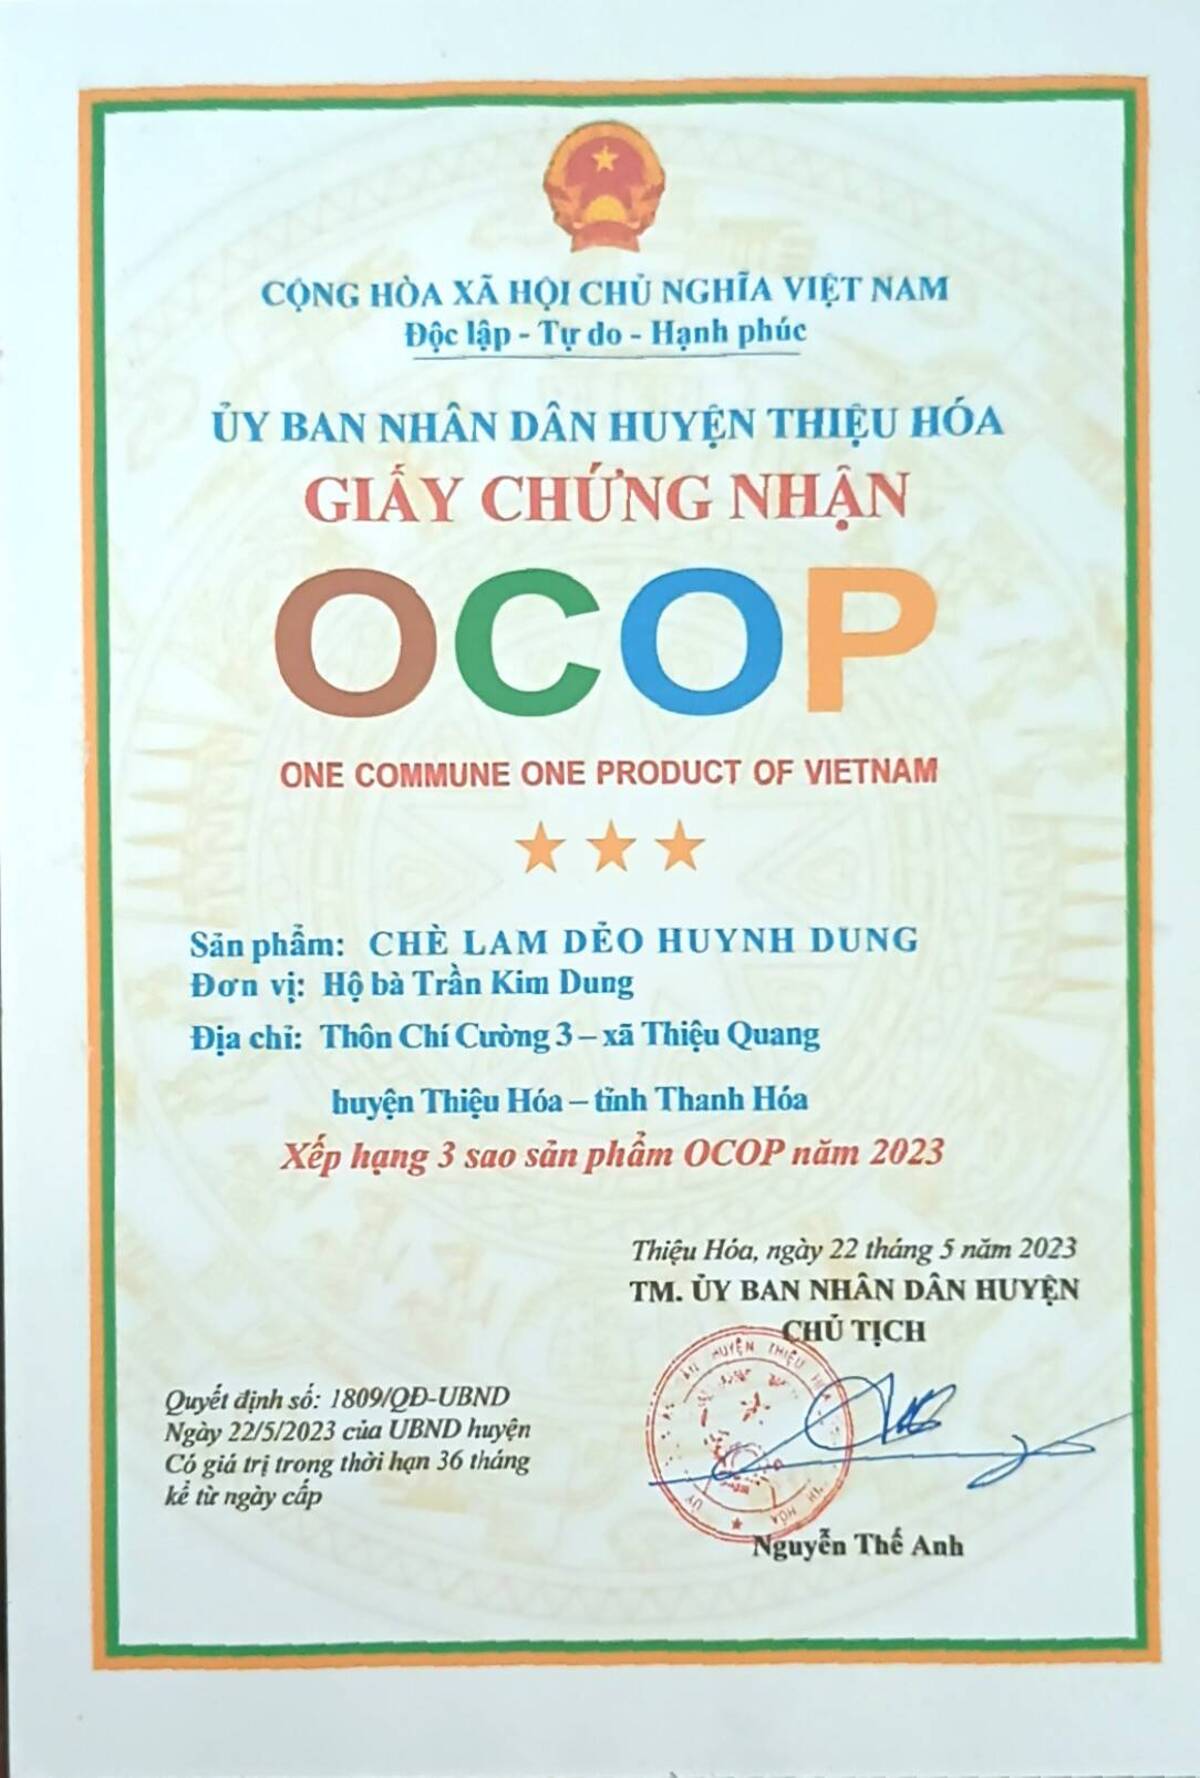 CỘNG HÒA XÃ HỘI CHỦ NGHĨA VIỆT NAM
Độc lập - Tự do - Hạnh phúc
ỦY BAN NHÂN DÂN HUYỆN THIỆU HÓA
GIẤY CHỨNG NHẬN
OCOP
ONE COMMUNE ONE PRODUCT OF VIETNAM
Sản phẩm: CHÈ LAM DẺO HUYNH DUNG
Đơn vị: Hộ bà Trần Kim Dung
Địa chỉ: Thôn Chí Cường 3 – xã Thiệu Quang
huyện Thiệu Hóa – tỉnh Thanh Hóa
Xếp hạng 3 sao sản phẩm OCOP năm 2023
Thiệu Hóa, ngày 22 tháng 5 năm 2023
TM. ỦY BAN NHÂN DÂN HUYỆN
CHỦ TỊCH
HUYỆN THIỆU HÓA
Quyết định số: 1809/QĐ-UBND
Ngày 22/5/2023 của UBND huyện
Có giá trị trong thời hạn 36 tháng
kể từ ngày cấp
Nguyễn Thế Anh